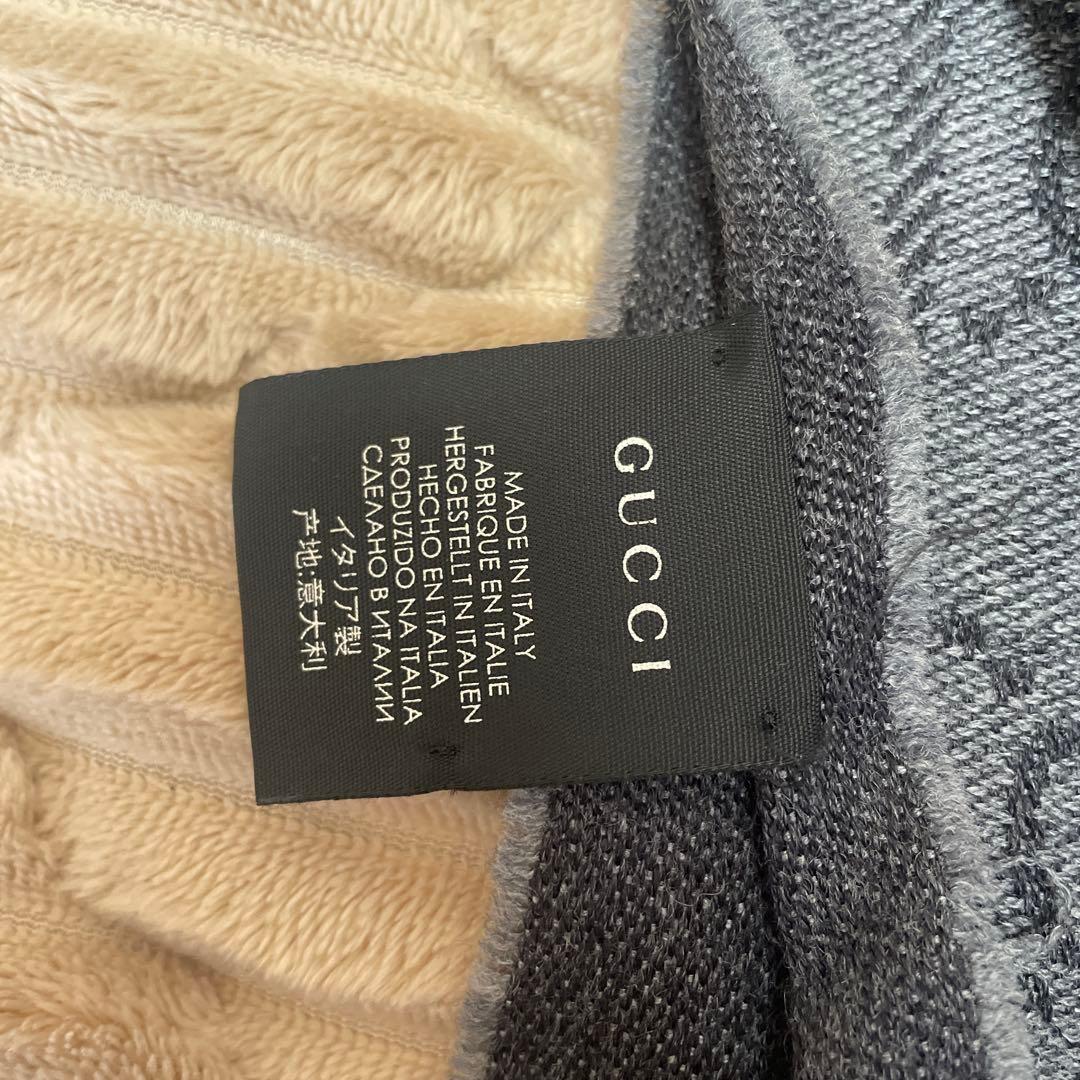 GUCCI
MADE IN ITALY
FABRIQUE EN ITALIE
HERGESTELLT IN ITALIEN
HECHO EN ITALIA
PRODUZIDO NA ITALIA
СДЕЛАНО В ИТАЛИИ
イタリア製
产地:意大利